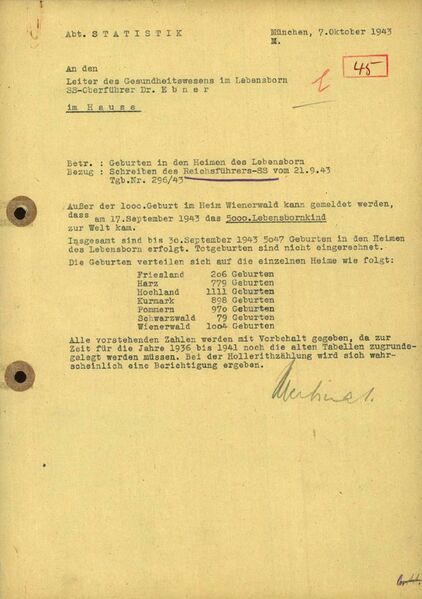 Abt. STATISTIK
München, 7.Oktober 1943
M.
45
An den
Leiter des Gesundheitswesens im Lebensborn
SS-Oberführer Dr. Ebner
im Hause
Betr. : Geburten in den Heimen des Lebensborn
Bezug : Schreiben des Reichsführers-SS vom 21.9.43
Tgb.Nr. 296/43
Außer der 1000.Geburt im Heim Wienerwald kann gemeldet werden,
dass am 17.September 1943 das 5000.Lebensbornkind
zur Welt kam.
Insgesamt sind bis 30.September 1943 5047 Geburten in den Heimen
des Lebensborn erfolgt. Totgeburten sind nicht eingerechnet.
Die Geburten verteilen sich auf die einzelnen Heime wie folgt:
Friesland 206 Geburten
Harz 779 Geburten
Hochland 1111 Geburten
Kurmark 898 Geburten
Pommern 970 Geburten
Schwarzwald 79 Geburten
Wienerwald 1004 Geburten
Alle vorstehenden Zahlen werden mit Vorbehalt gegeben, da zur
Zeit für die Jahre 1936 bis 1941 noch die alten Tabellen zugrunde-
gelegt werden müssen. Bei der Hollerithzählung wird sich wahr-
scheinlich eine Berichtigung ergeben.